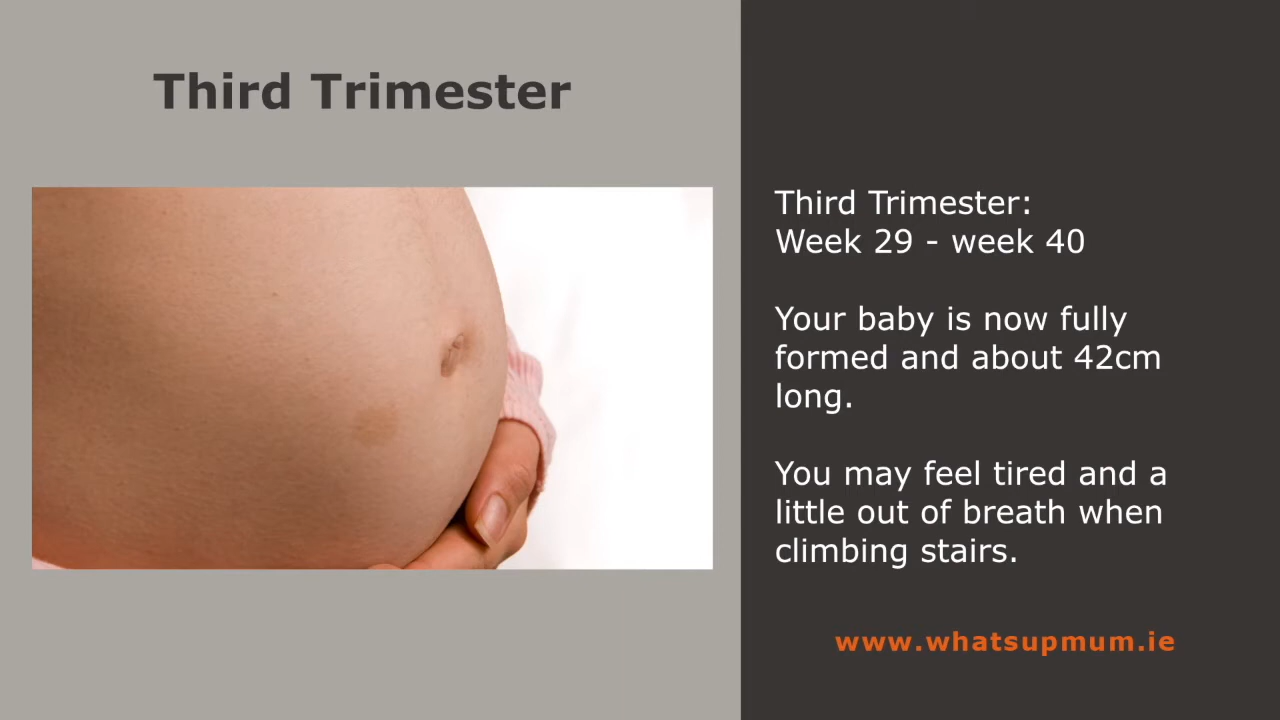 Third Trimester
Third Trimester:
Week 29 - week 40
Your baby is now fully
formed and about 42cm
long.
You may feel tired and a
little out of breath when
climbing stairs.
www.whatsupmum.ie